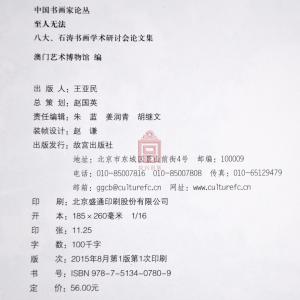 中国书画家论丛
至人无法
八大、石涛书画学术研讨会论文集
澳门艺术博物馆 编
出 版 人：王亚民
总 策 划：赵国英
责任编辑：朱 蓝 姜润青 胡继文
装帧设计：赵 谦
出版发行：故宫出版社
地址：北京市东城区景山前街4号 邮编：100009
电话：010-85007816 010-85007808 传真：010-65129479
邮箱：ggcb@culturefc.cn 网址：www.culturefc.cn
印 刷：北京盛通印刷股份有限公司
开 本：185×260毫米 1/16
印 张：11.25
字 数：100千字
版 次：2015年8月第1版第1次印刷
书 号：ISBN 978-7-5134-0780-9
定 价：56.00元